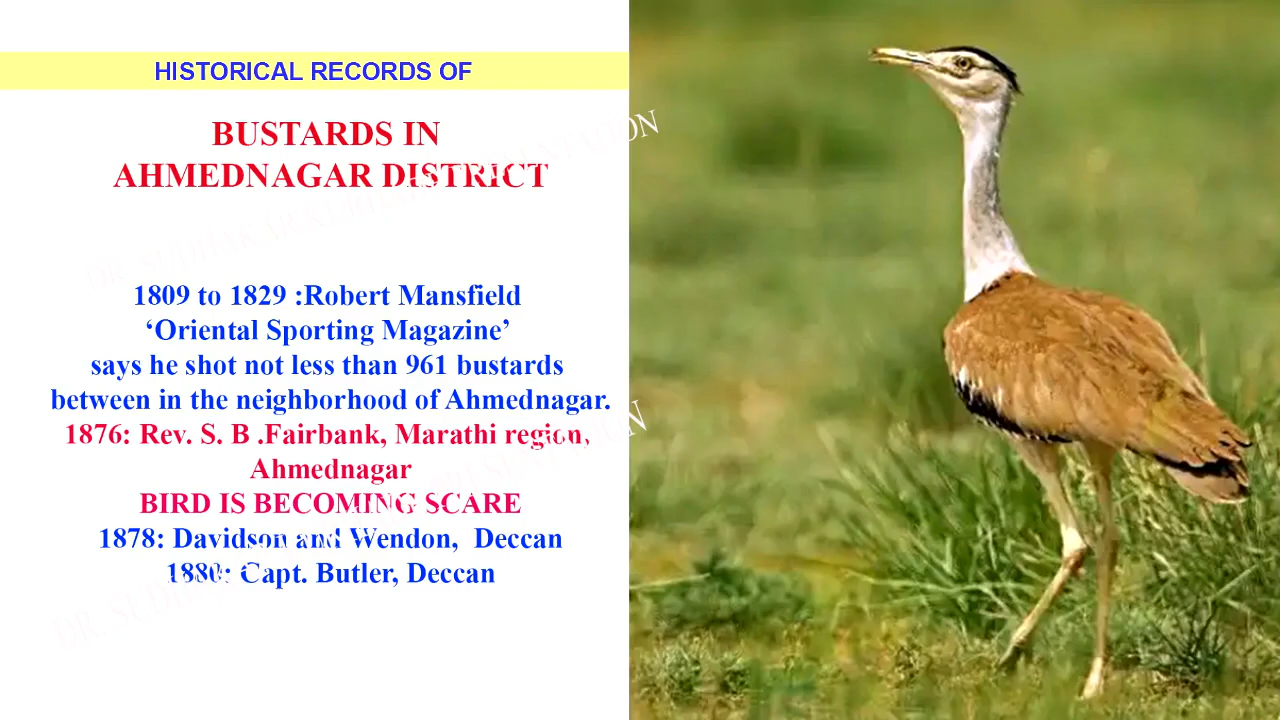 HISTORICAL RECORDS OF
BUSTARDS IN
AHMEDNAGAR DISTRICT
1809 to 1829 :Robert Mansfield
‘Oriental Sporting Magazine’
says he shot not less than 961 bustards
between in the neighborhood of Ahmednagar.
1876: Rev. S. B .Fairbank, Marathi region,
Ahmednagar
BIRD IS BECOMING SCARE
1878: Davidson and Wendon, Deccan
1880: Capt. Butler, Deccan